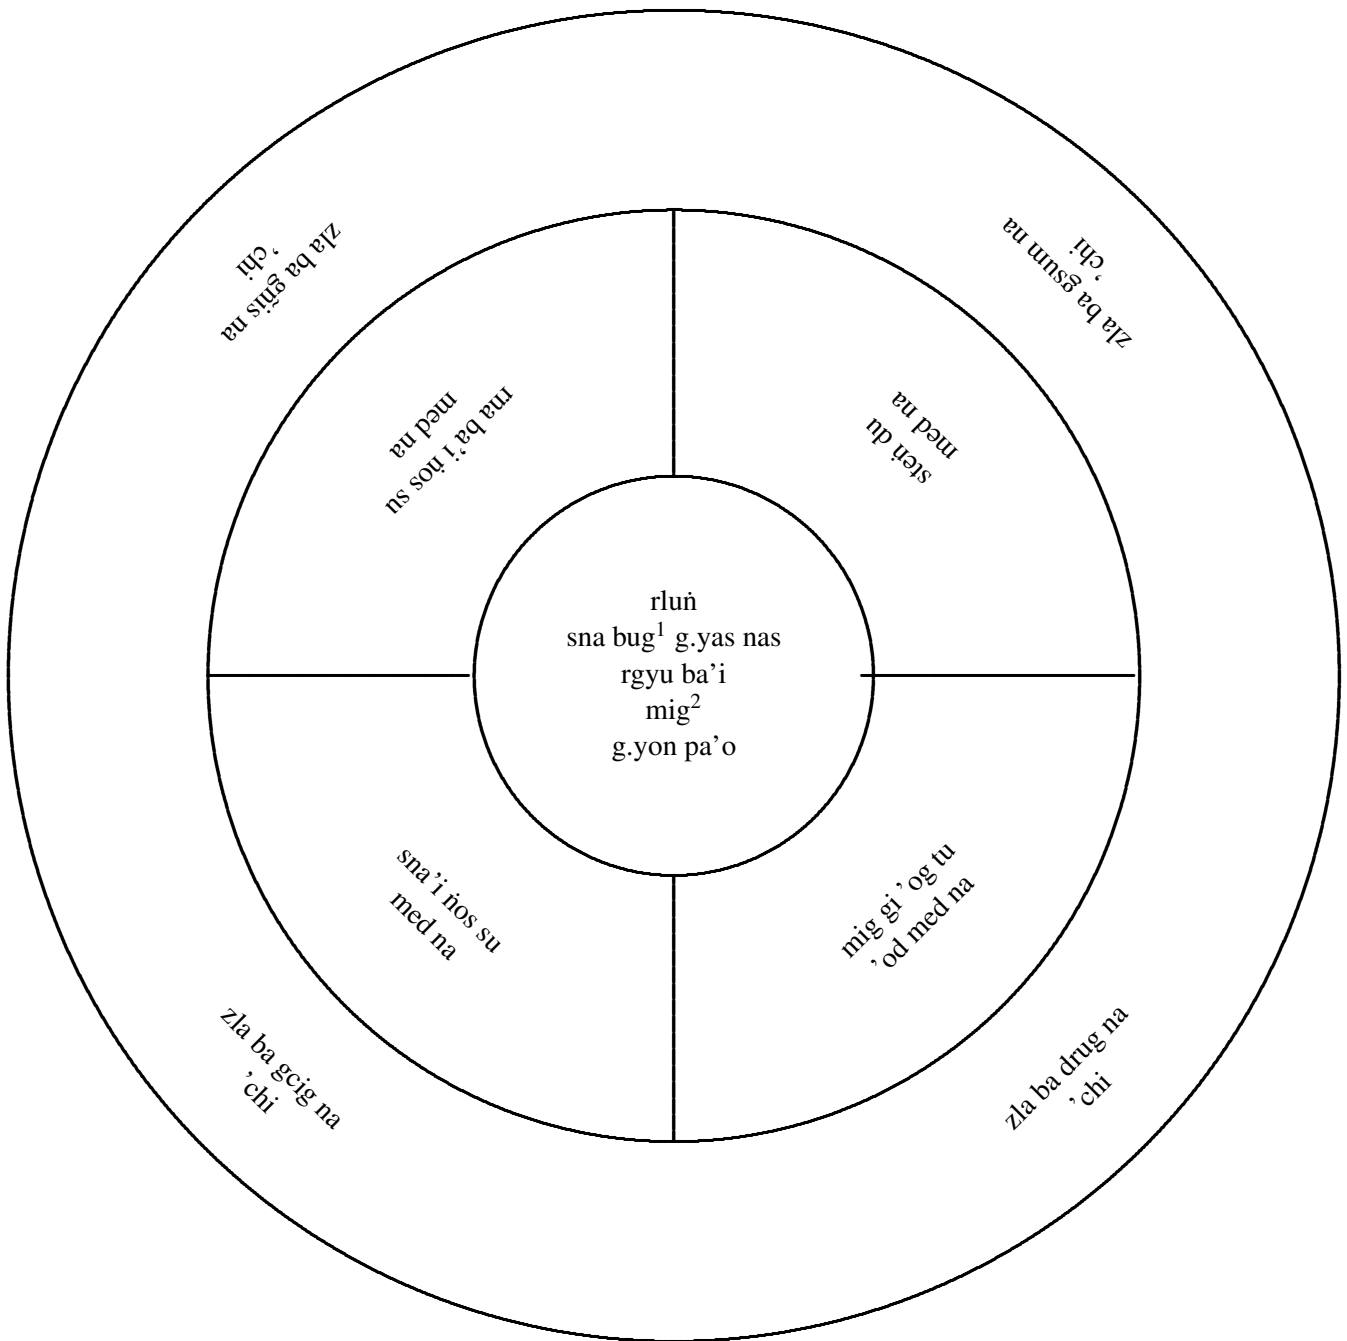 zla ba gñis na
’chi
zla ba gsum na
’chi
rna ba’i ṅos su
med na
steṅ du
med na
rluṅ
sna bug¹ g.yas nas
rgyu ba’i
mig²
g.yon pa’o
sna’i ṅos su
med na
mig gi ’og tu
’od med na
zla ba gcig na
’chi
zla ba drug na
’chi